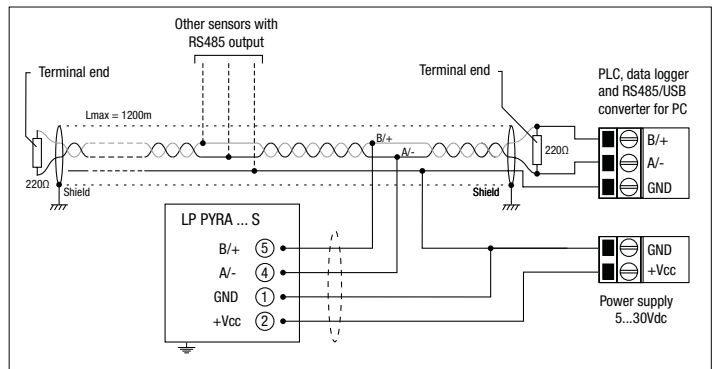 Other sensors with
RS485 output
Terminal end
Terminal end
PLC, data logger
and RS485/USB
converter for PC
Lmax = 1200m
B/+
A/-
220Ω
220Ω
B/+
A/-
GND
Shield
Shield
LP PYRA ... S
B/+ 5
A/- 4
GND 1
+Vcc 2
GND
+Vcc
Power supply
5...30Vdc